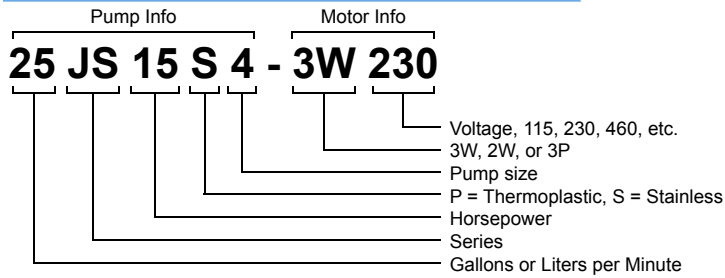 Pump Info Motor Info
25 JS 15 S 4 - 3W 230
Voltage, 115, 230, 460, etc.
3W, 2W, or 3P
Pump size
P = Thermoplastic, S = Stainless
Horsepower
Series
Gallons or Liters per Minute